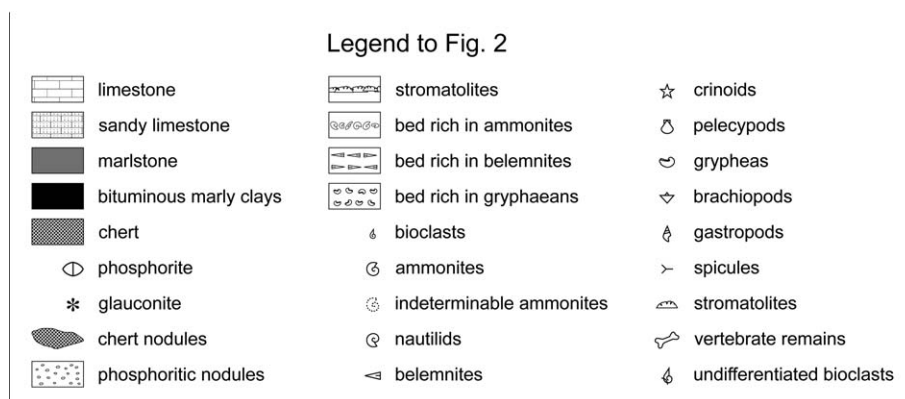 Legend to Fig. 2
limestone
sandy limestone
marlstone
bituminous marly clays
chert
phosphorite
glauconite
chert nodules
phosphoritic nodules
stromatolites
bed rich in ammonites
bed rich in belemnites
bed rich in gryphaeans
bioclasts
ammonites
indeterminable ammonites
nautilids
belemnites
crinoids
pelecypods
grypheas
brachiopods
gastropods
spicules
stromatolites
vertebrate remains
undifferentiated bioclasts